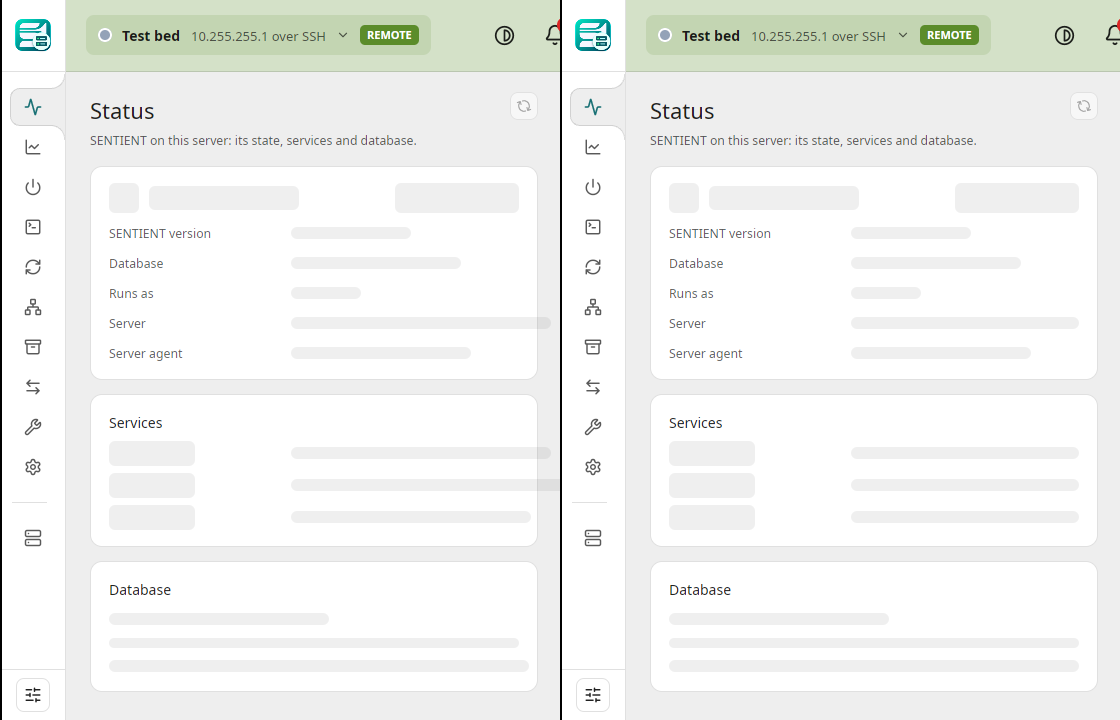 Test bed 10.255.255.1 over SSH REMOTE
Status
SENTIENT on this server: its state, services and database.
SENTIENT version
Database
Runs as
Server
Server agent
Services
Database
Test bed 10.255.255.1 over SSH REMOTE
Status
SENTIENT on this server: its state, services and database.
SENTIENT version
Database
Runs as
Server
Server agent
Services
Database